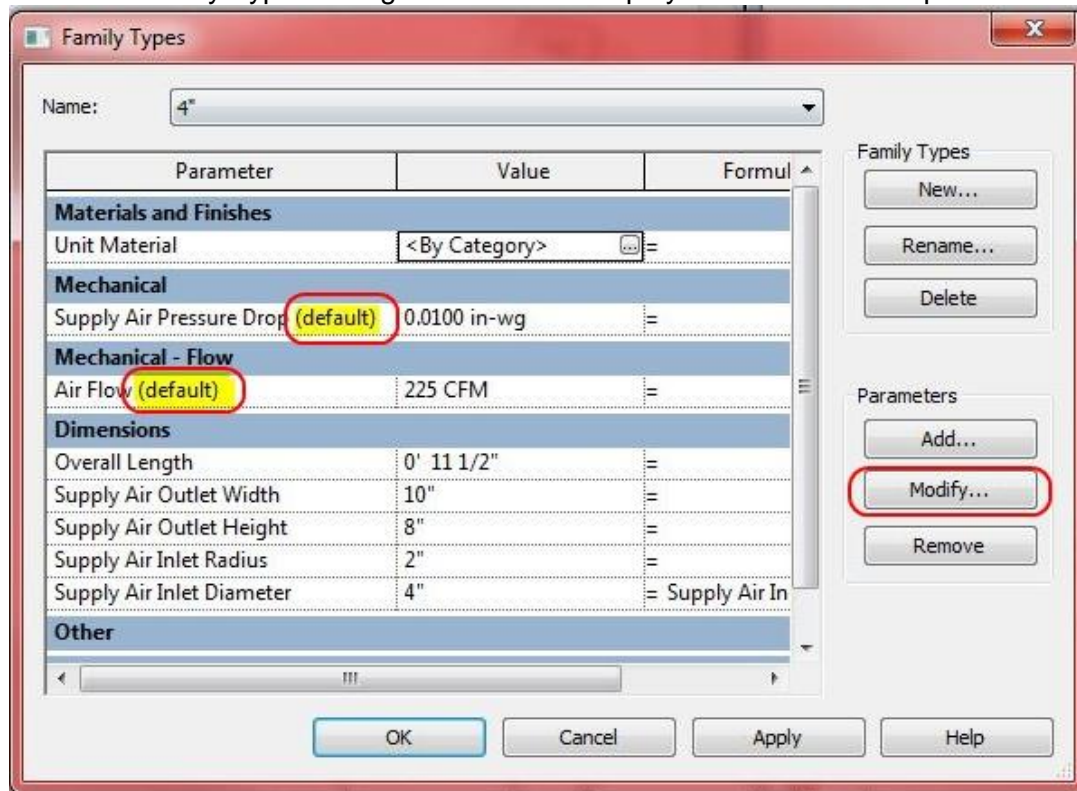 Family Types
Name: 4"
Parameter Value Formul
Materials and Finishes
Unit Material <By Category> ... =
Mechanical
Supply Air Pressure Drop (default) 0.0100 in-wg =
Mechanical - Flow
Air Flow (default) 225 CFM =
Dimensions
Overall Length 0' 11 1/2" =
Supply Air Outlet Width 10" =
Supply Air Outlet Height 8" =
Supply Air Inlet Radius 2" =
Supply Air Inlet Diameter 4" = Supply Air In
Other
Family Types
New...
Rename...
Delete
Parameters
Add...
Modify...
Remove
OK Cancel Apply Help